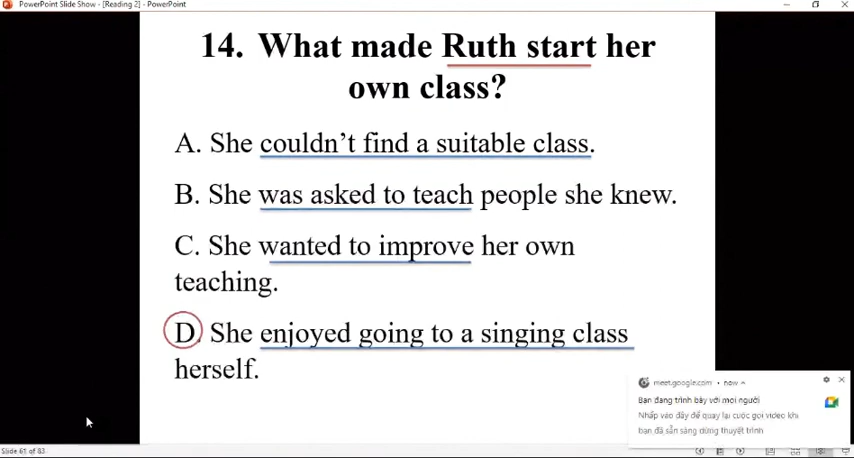 PowerPoint Slide Show - [Reading 2] - PowerPoint
14. What made Ruth start her
own class?
A. She couldn't find a suitable class.
B. She was asked to teach people she knew.
C. She wanted to improve her own
teaching.
D. She enjoyed going to a singing class
herself.
meet.google.com • now
Bạn đang trình bày với mọi người
Nhấp vào đây để quay lại cuộc gọi video khi
bạn đã sẵn sàng dừng thuyết trình
Slide 61 of 83